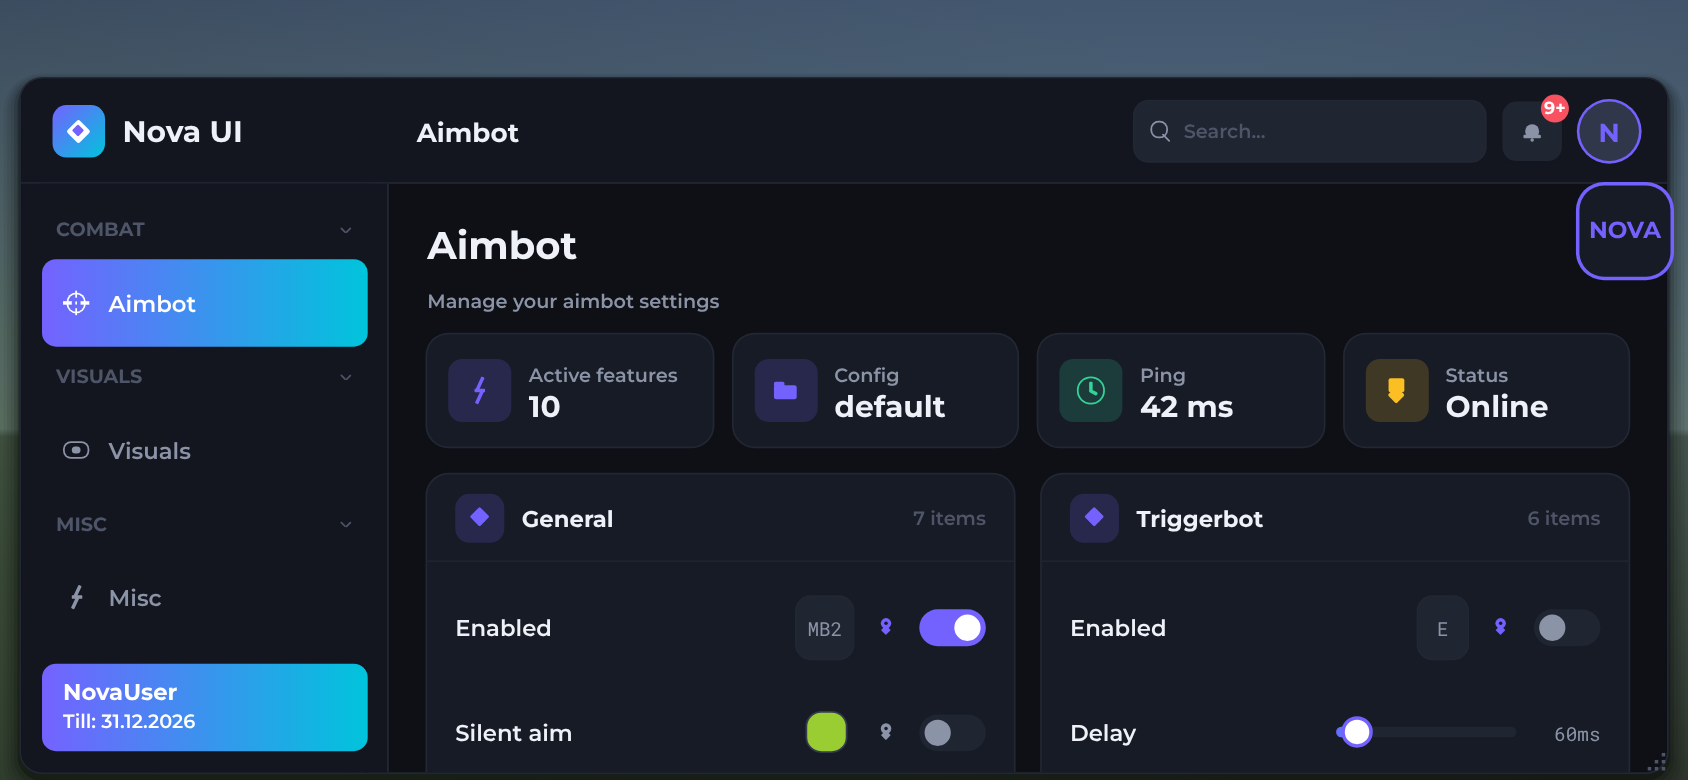 Nova UI
Aimbot
Search...
9+
N
NOVA
COMBAT
Aimbot
VISUALS
Visuals
MISC
Misc
NovaUser
Till: 31.12.2026
Aimbot
Manage your aimbot settings
Active features
10
Config
default
Ping
42 ms
Status
Online
General
7 items
Enabled
MB2
Silent aim
Triggerbot
6 items
Enabled
E
Delay
60ms